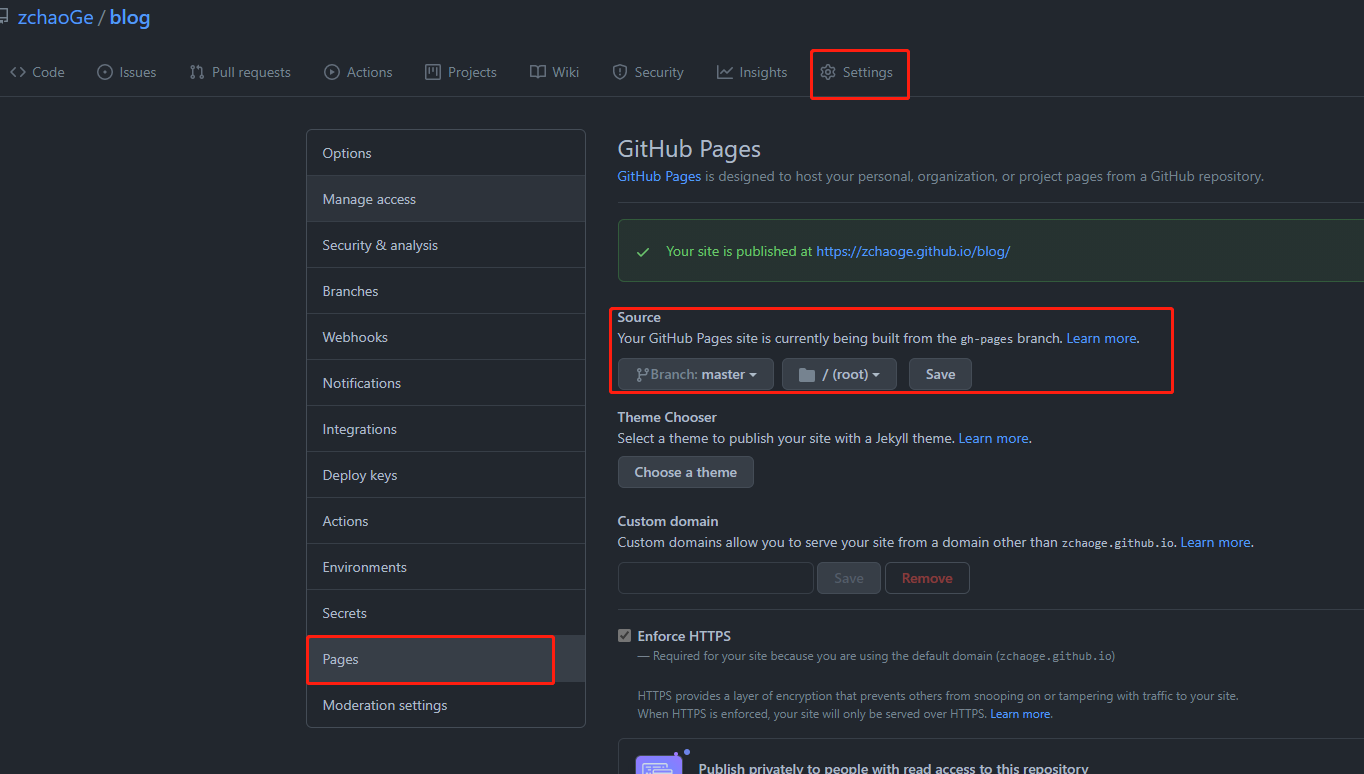 zchaoGe / blog
Code Issues Pull requests Actions Projects Wiki Security Insights Settings
Options
Manage access
Security & analysis
Branches
Webhooks
Notifications
Integrations
Deploy keys
Actions
Environments
Secrets
Pages
Moderation settings
GitHub Pages
GitHub Pages is designed to host your personal, organization, or project pages from a GitHub repository.
Your site is published at https://zchaoge.github.io/blog/
Source
Your GitHub Pages site is currently being built from the gh-pages branch. Learn more.
Branch: master / (root) Save
Theme Chooser
Select a theme to publish your site with a Jekyll theme. Learn more.
Choose a theme
Custom domain
Custom domains allow you to serve your site from a domain other than zchaoge.github.io. Learn more.
Save Remove
Enforce HTTPS
— Required for your site because you are using the default domain (zchaoge.github.io)
HTTPS provides a layer of encryption that prevents others from snooping on or tampering with traffic to your site.
When HTTPS is enforced, your site will only be served over HTTPS. Learn more.
Publish privately to people with read access to this repository